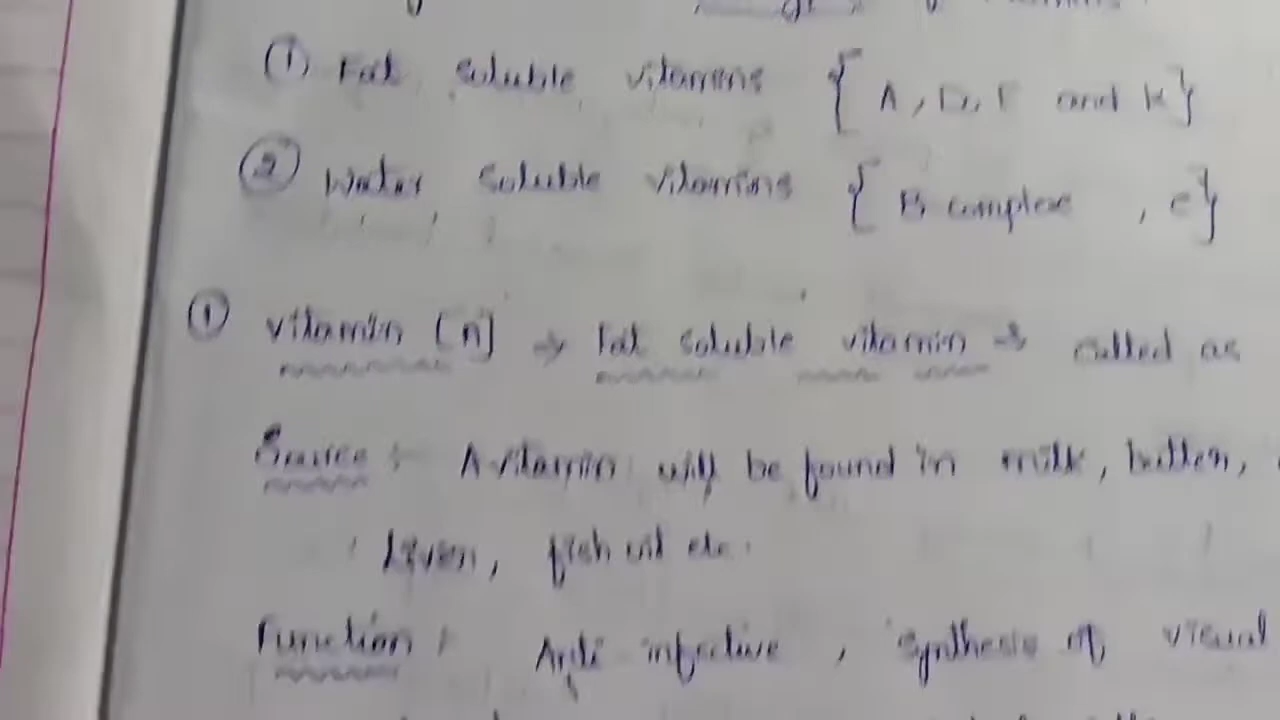 ① Fat soluble vitamins { A, D, E and K}
② Water soluble vitamins { B complex , c}
① vitamin [A] → Fat soluble vitamin → called as
Source :- A vitamin will be found in milk, butter,
Liver, fish oil etc.
Function : Anti infective , synthesis of visual